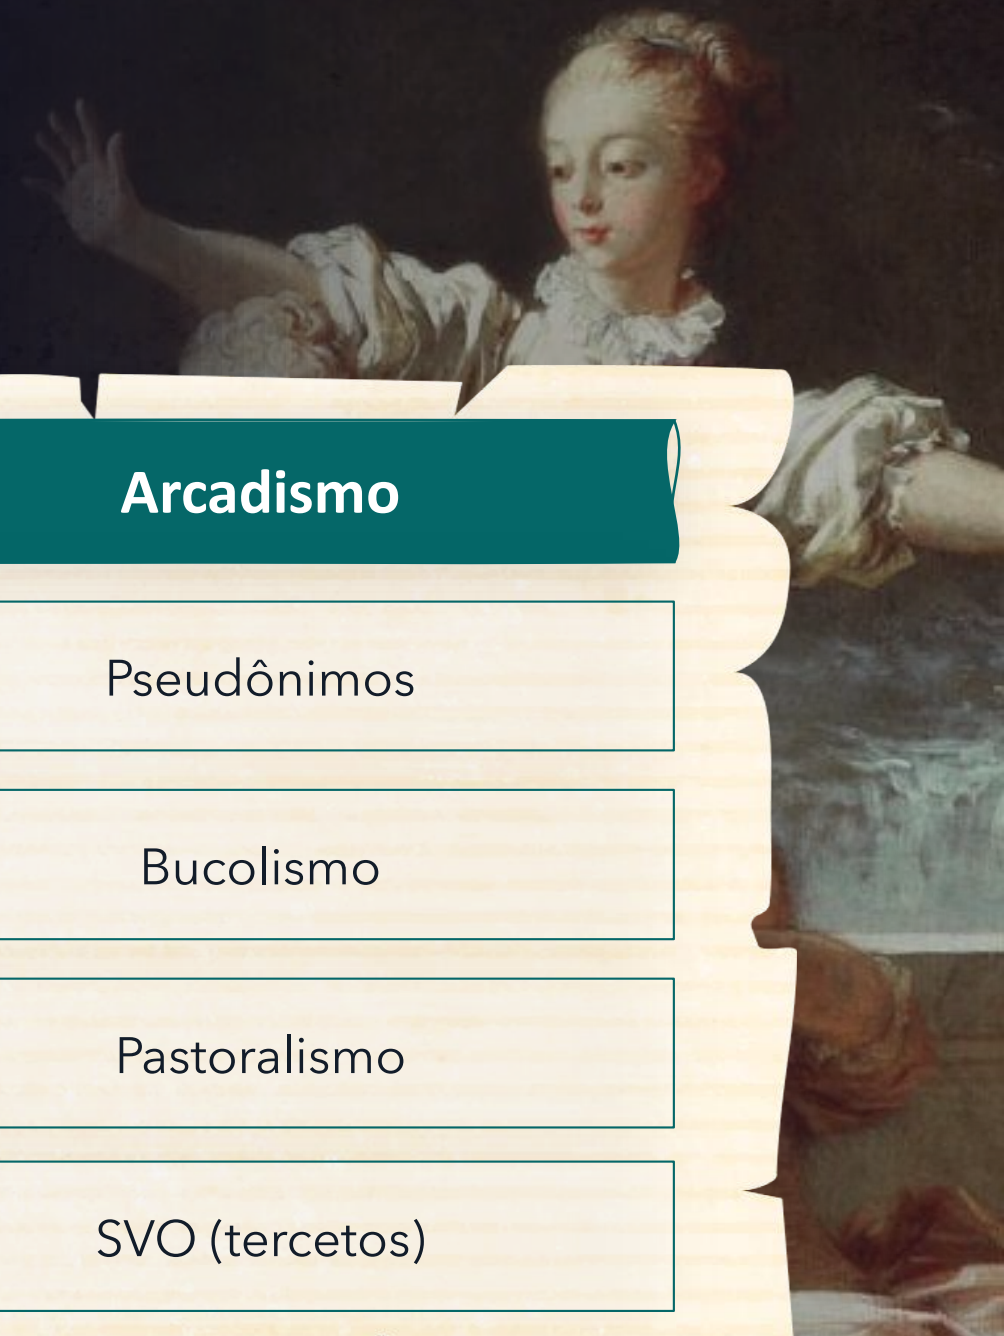 Arcadismo
Pseudônimos
Bucolismo
Pastoralismo
SVO (tercetos)